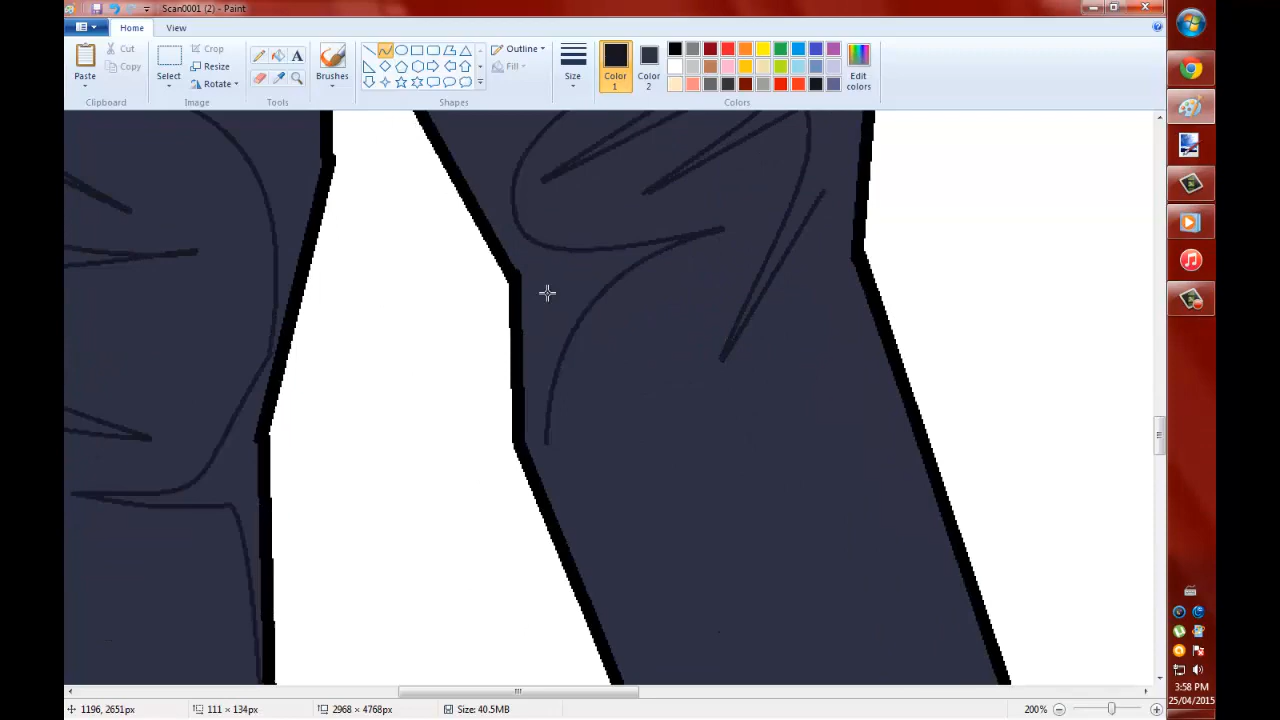 Scan0001 (2) - Paint
Home View
Paste
Cut
Copy
Clipboard
Select
Crop
Resize
Rotate
Image
A
Tools
Brushes
Outline
Fill
Shapes
Size
Color 1
Color 2
Edit colors
Colors
1196, 2651px
111 × 134px
2968 × 4768px
Size: 40.5MB
200%
3:58 PM
25/04/2015